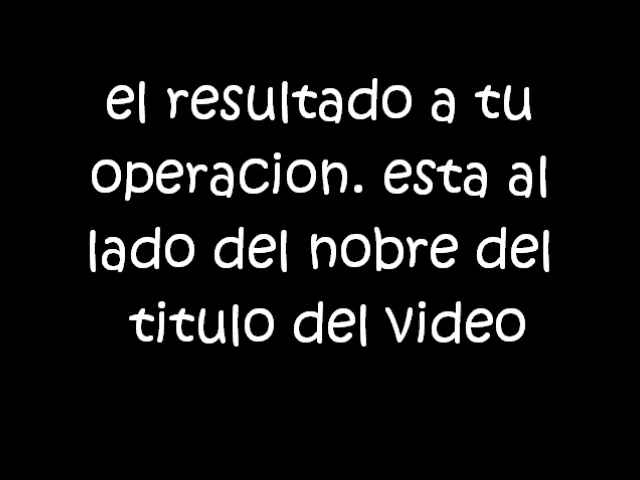 el resultado a tu
operacion. esta al
lado del nobre del
titulo del video